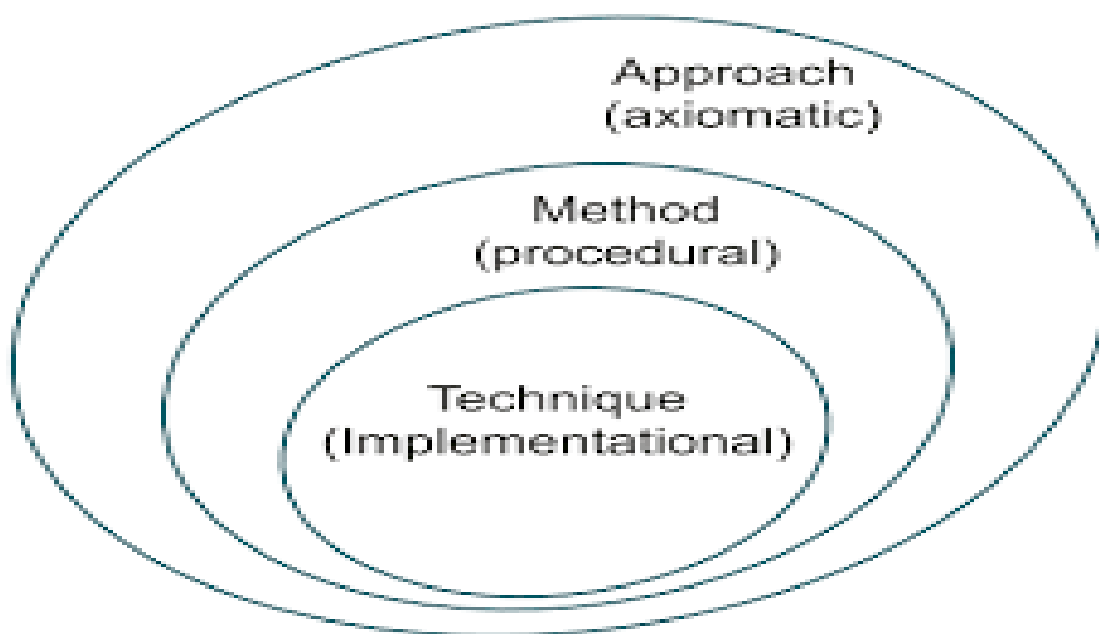 Approach
(axiomatic)
Method
(procedural)
Technique
(Implementational)